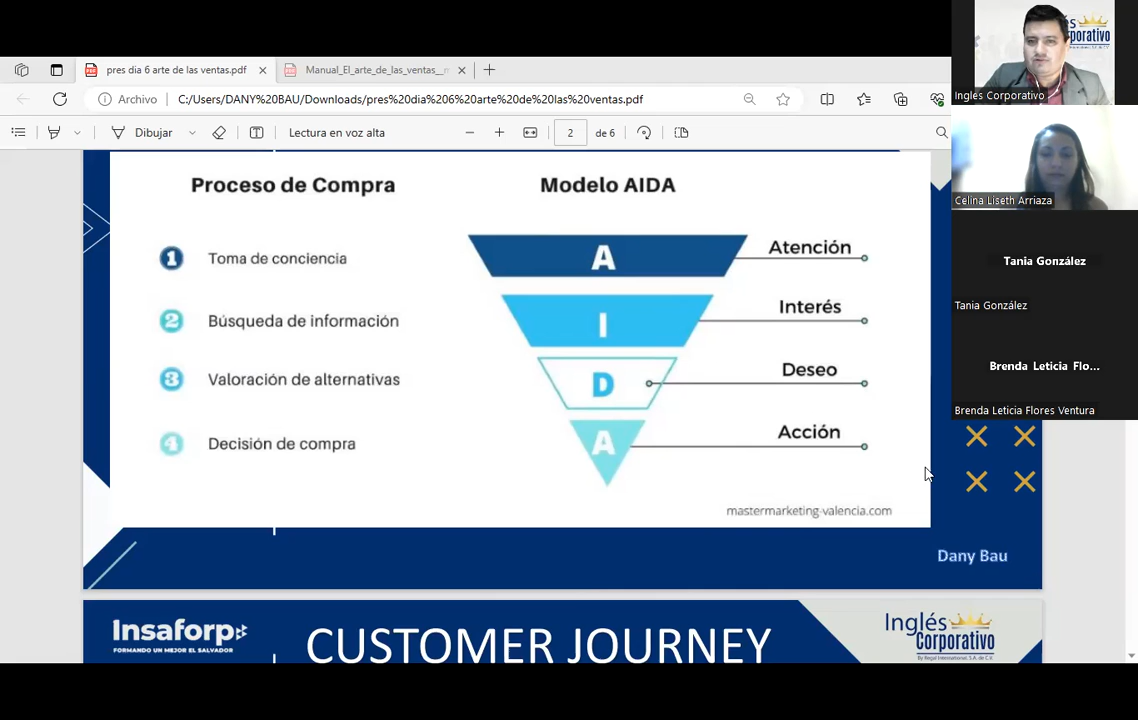 pres dia 6 arte de las ventas.pdf
Manual_El_arte_de_las_ventas_
Archivo
C:/Users/DANY%20BAU/Downloads/pres%20dia%206%20arte%20de%20las%20ventas.pdf
Dibujar
Lectura en voz alta
2
de 6
Inglés Corporativo
Celina Liseth Arriaza
Tania González
Tania González
Brenda Leticia Flo...
Brenda Leticia Flores Ventura
Proceso de Compra
Modelo AIDA
1 Toma de conciencia
A Atención
2 Búsqueda de información
I Interés
3 Valoración de alternativas
D Deseo
4 Decisión de compra
A Acción
mastermarketing-valencia.com
Dany Bau
Insaforp
FORMANDO UN MEJOR EL SALVADOR
CUSTOMER JOURNEY
Inglés
Corporativo
By Regal International, S.A. de C.V.